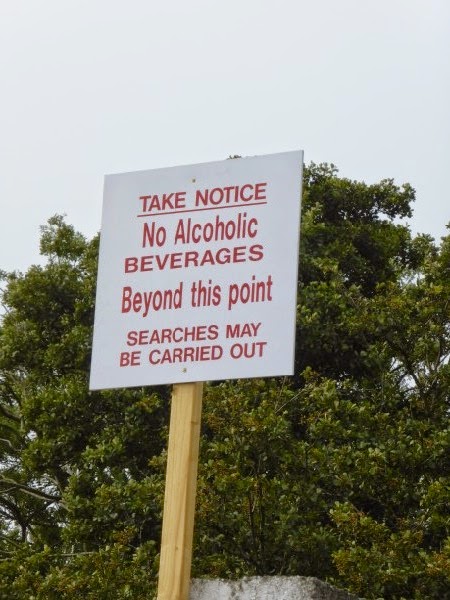 TAKE NOTICE
No Alcoholic
BEVERAGES
Beyond this point
SEARCHES MAY
BE CARRIED OUT